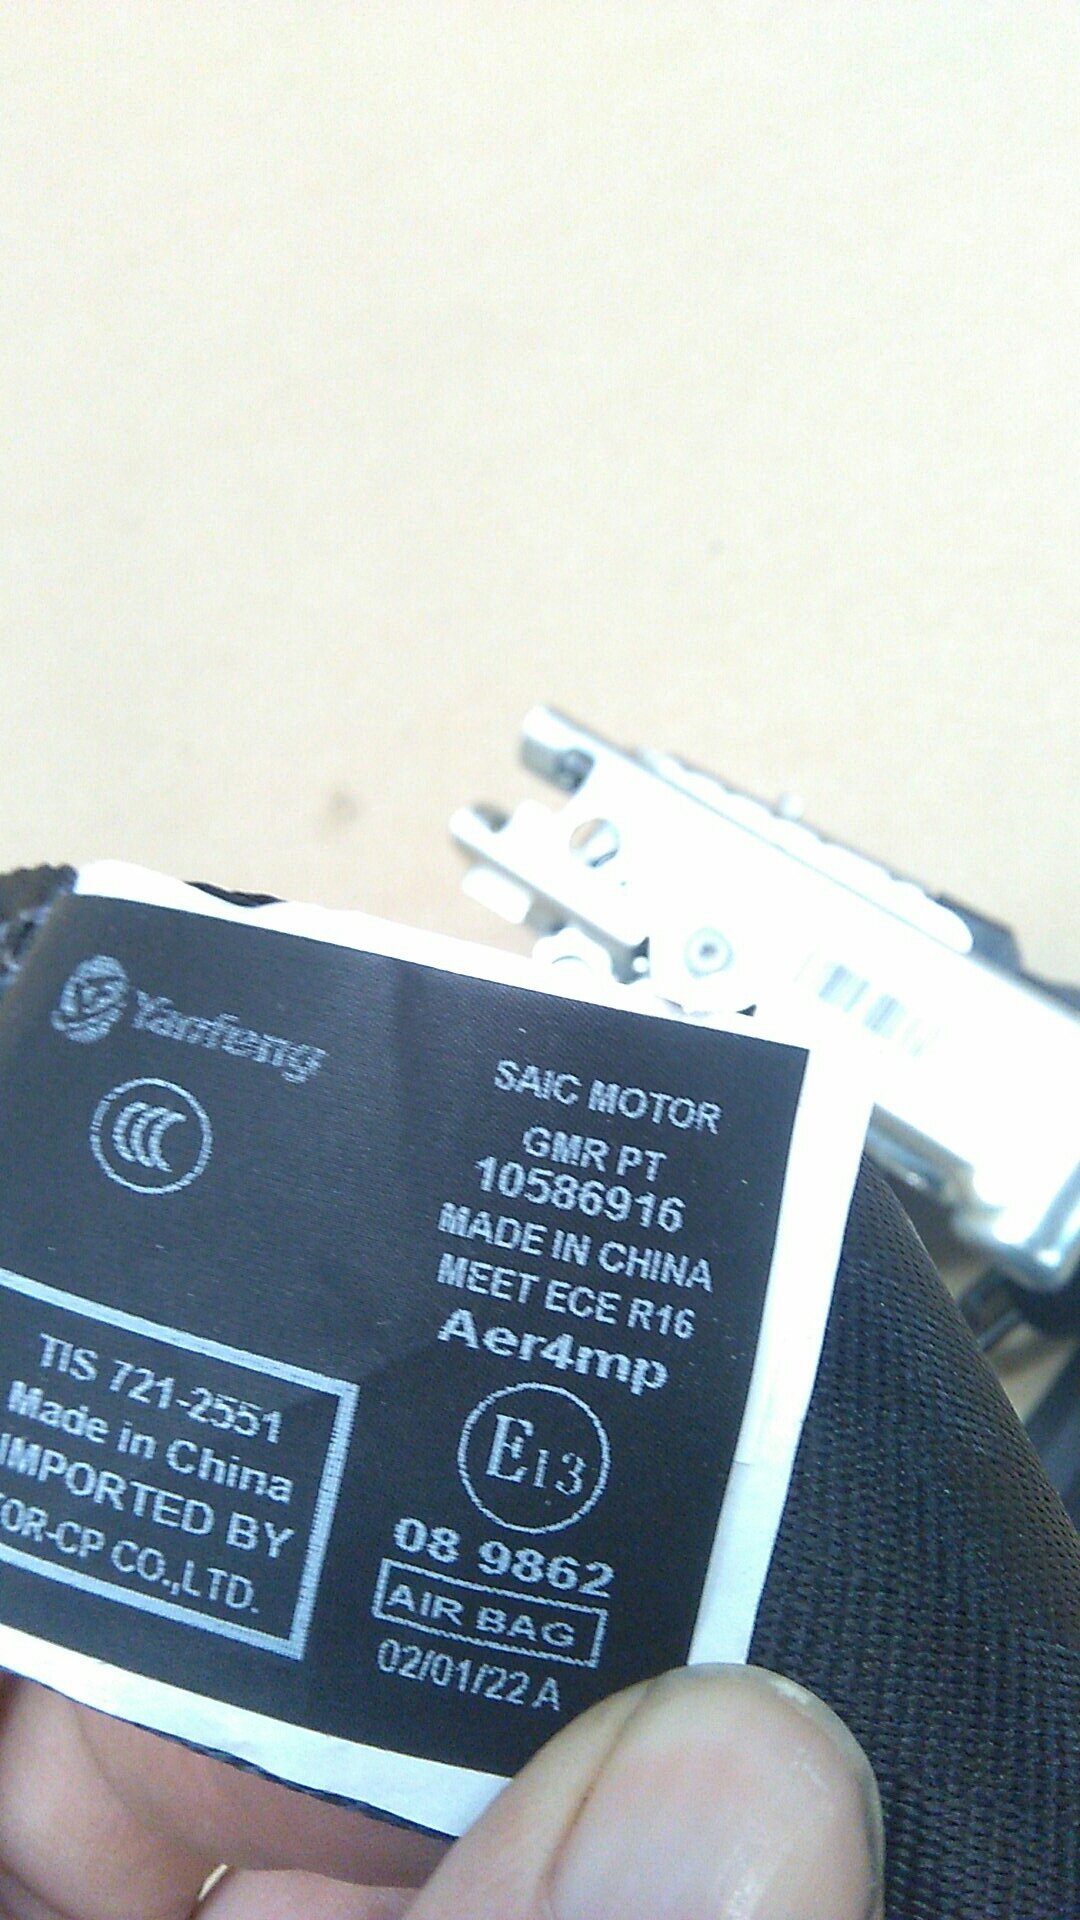 Yanfeng
SAIC MOTOR
GMR PT
10586916
MADE IN CHINA
MEET ECE R16
Aer4mp
E13
08 9862
AIR BAG
02/01/22 A
TIS 721-2551
Made in China
IMPORTED BY
TOR-CP CO.,LTD.